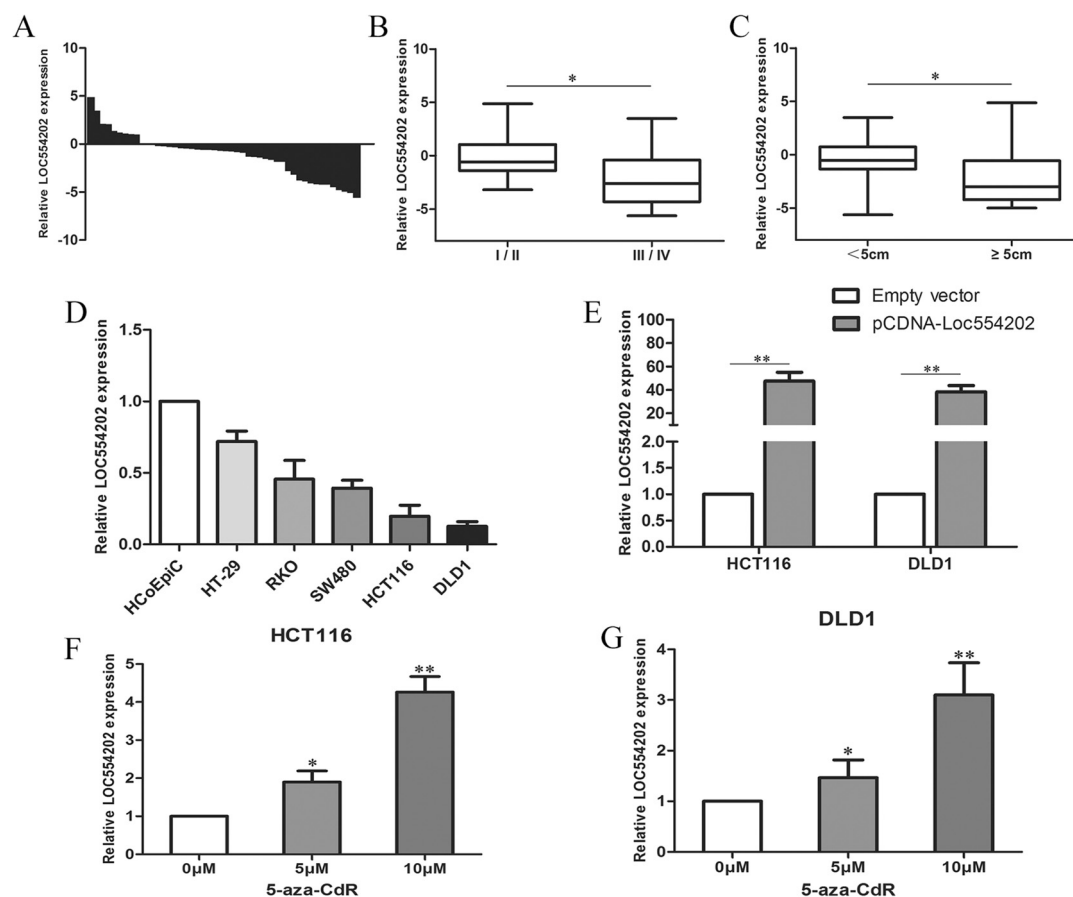 A
Relative LOC554202 expression
10
5
0
-5
-10
B
Relative LOC554202 expression
10
5
0
-5
*
I / II
III / IV
C
Relative LOC554202 expression
10
5
0
-5
*
<5cm
≥ 5cm
D
Relative LOC554202 expression
1.5
1.0
0.5
0.0
HCoEpiC
HT-29
RKO
SW480
HCT116
DLD1
E
Empty vector
pCDNA-Loc554202
Relative LOC554202 expression
100
80
60
40
20
2.0
1.5
1.0
0.5
0.0
**
**
HCT116
DLD1
F
HCT116
Relative LOC554202 expression
5
4
3
2
1
0
*
**
0μM
5μM
10μM
5-aza-CdR
G
DLD1
Relative LOC554202 expression
4
3
2
1
0
*
**
0μM
5μM
10μM
5-aza-CdR